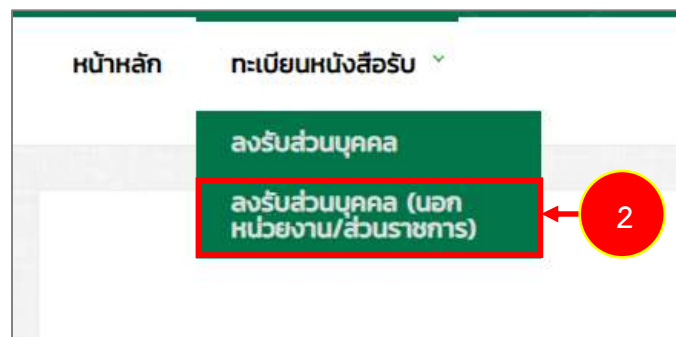 หน้าหลัก ทะเบียนหนังสือรับ
ลงรับส่วนบุคคล
ลงรับส่วนบุคคล (นอก
หน่วยงาน/ส่วนราชการ)
2